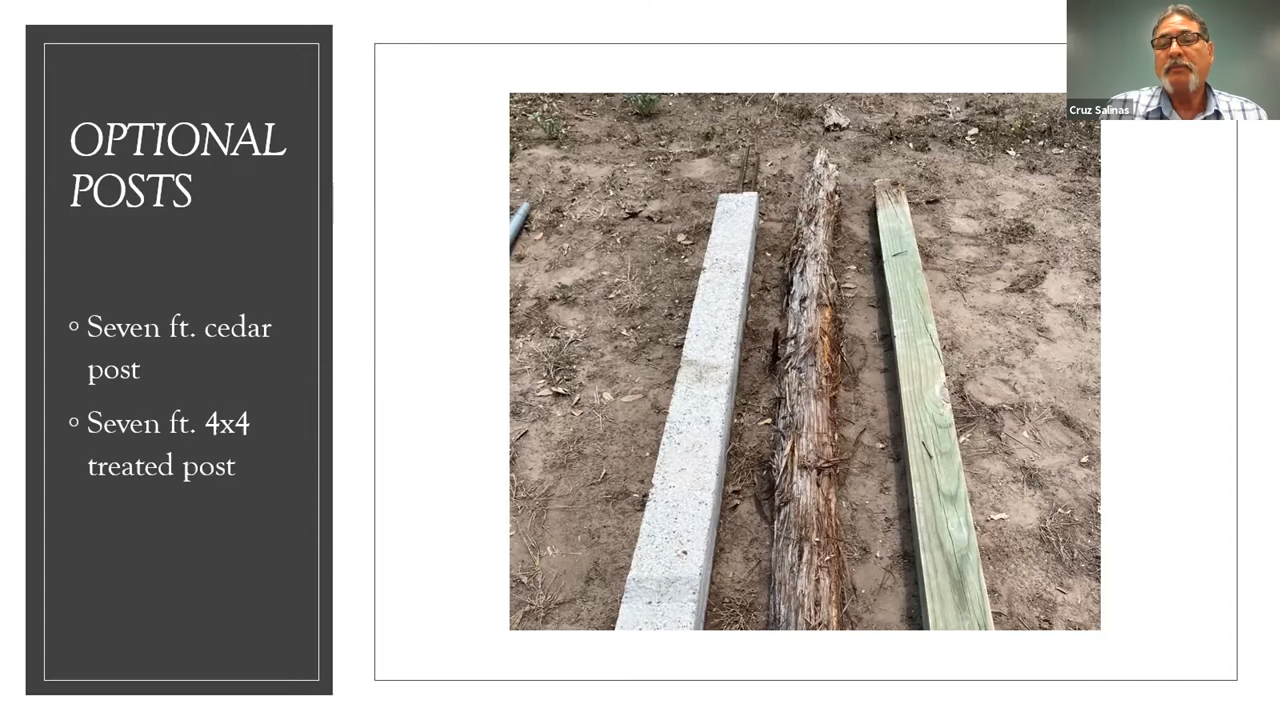 OPTIONAL
POSTS
Seven ft. cedar
post
Seven ft. 4x4
treated post
Cruz Salinas